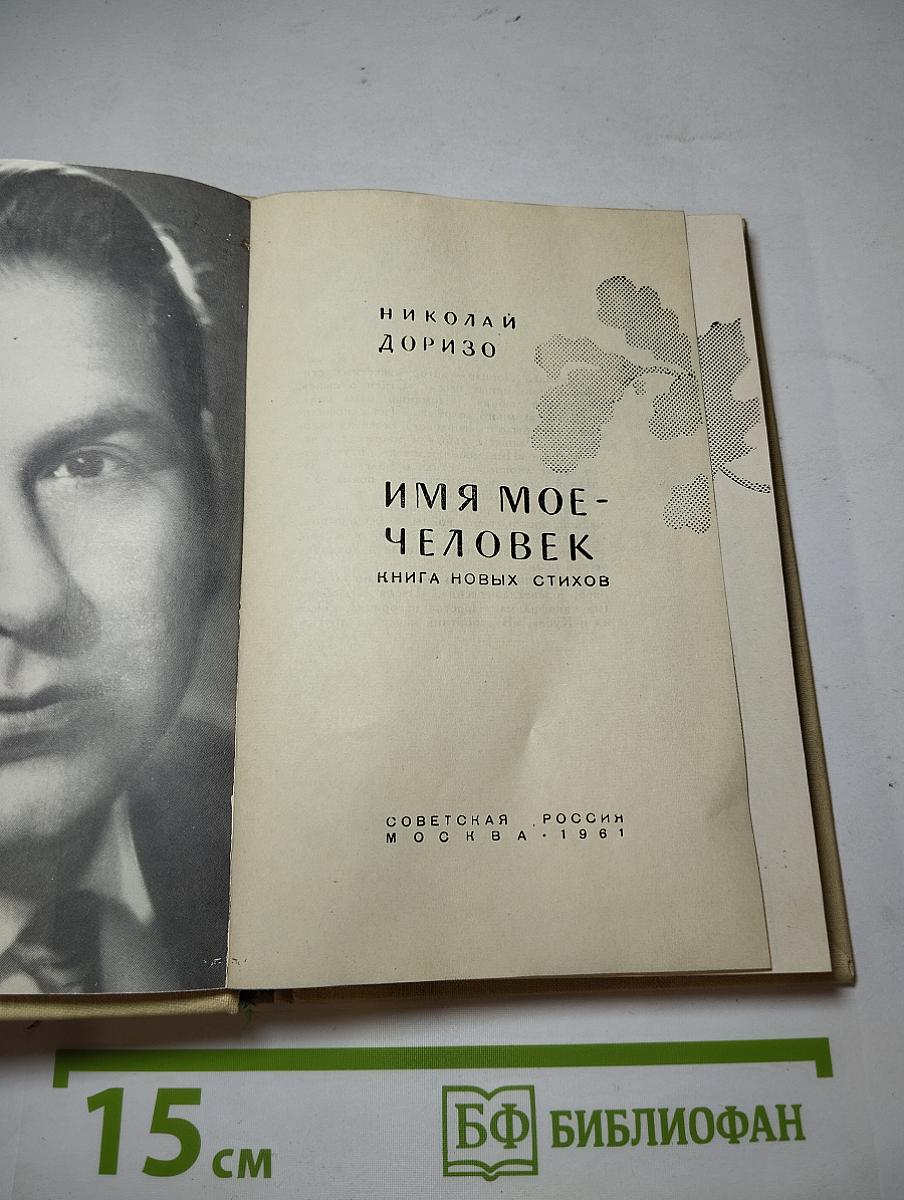 НИКОЛАЙ
ДОРИЗО
ИМЯ МОЕ-
ЧЕЛОВЕК
КНИГА НОВЫХ СТИХОВ
СОВЕТСКАЯ РОССИЯ
МОСКВА · 1961
15 см
БФ БИБЛИОФАН